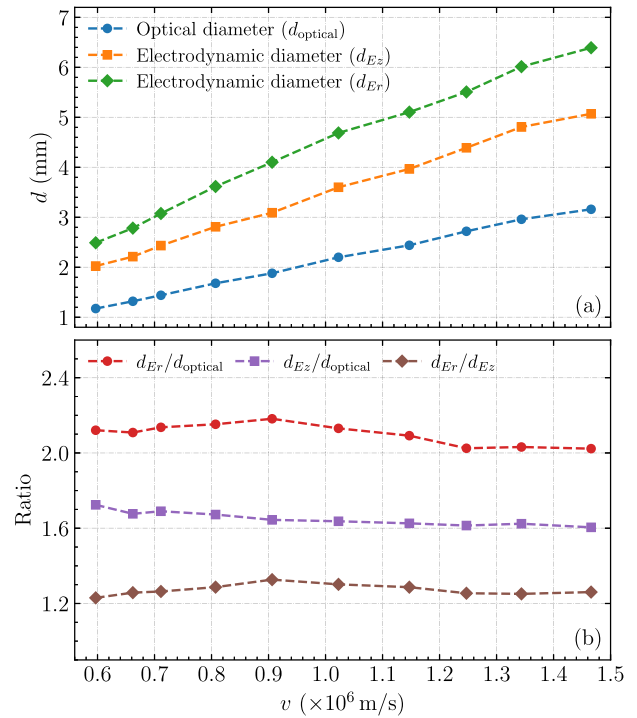 7
6
5
4
3
2
1
d (mm)
Optical diameter (d_optical)
Electrodynamic diameter (d_Ez)
Electrodynamic diameter (d_Er)
(a)
2.4
2.0
1.6
1.2
Ratio
d_Er/d_optical d_Ez/d_optical d_Er/d_Ez
(b)
0.6 0.7 0.8 0.9 1.0 1.1 1.2 1.3 1.4 1.5
v (×10⁶ m/s)